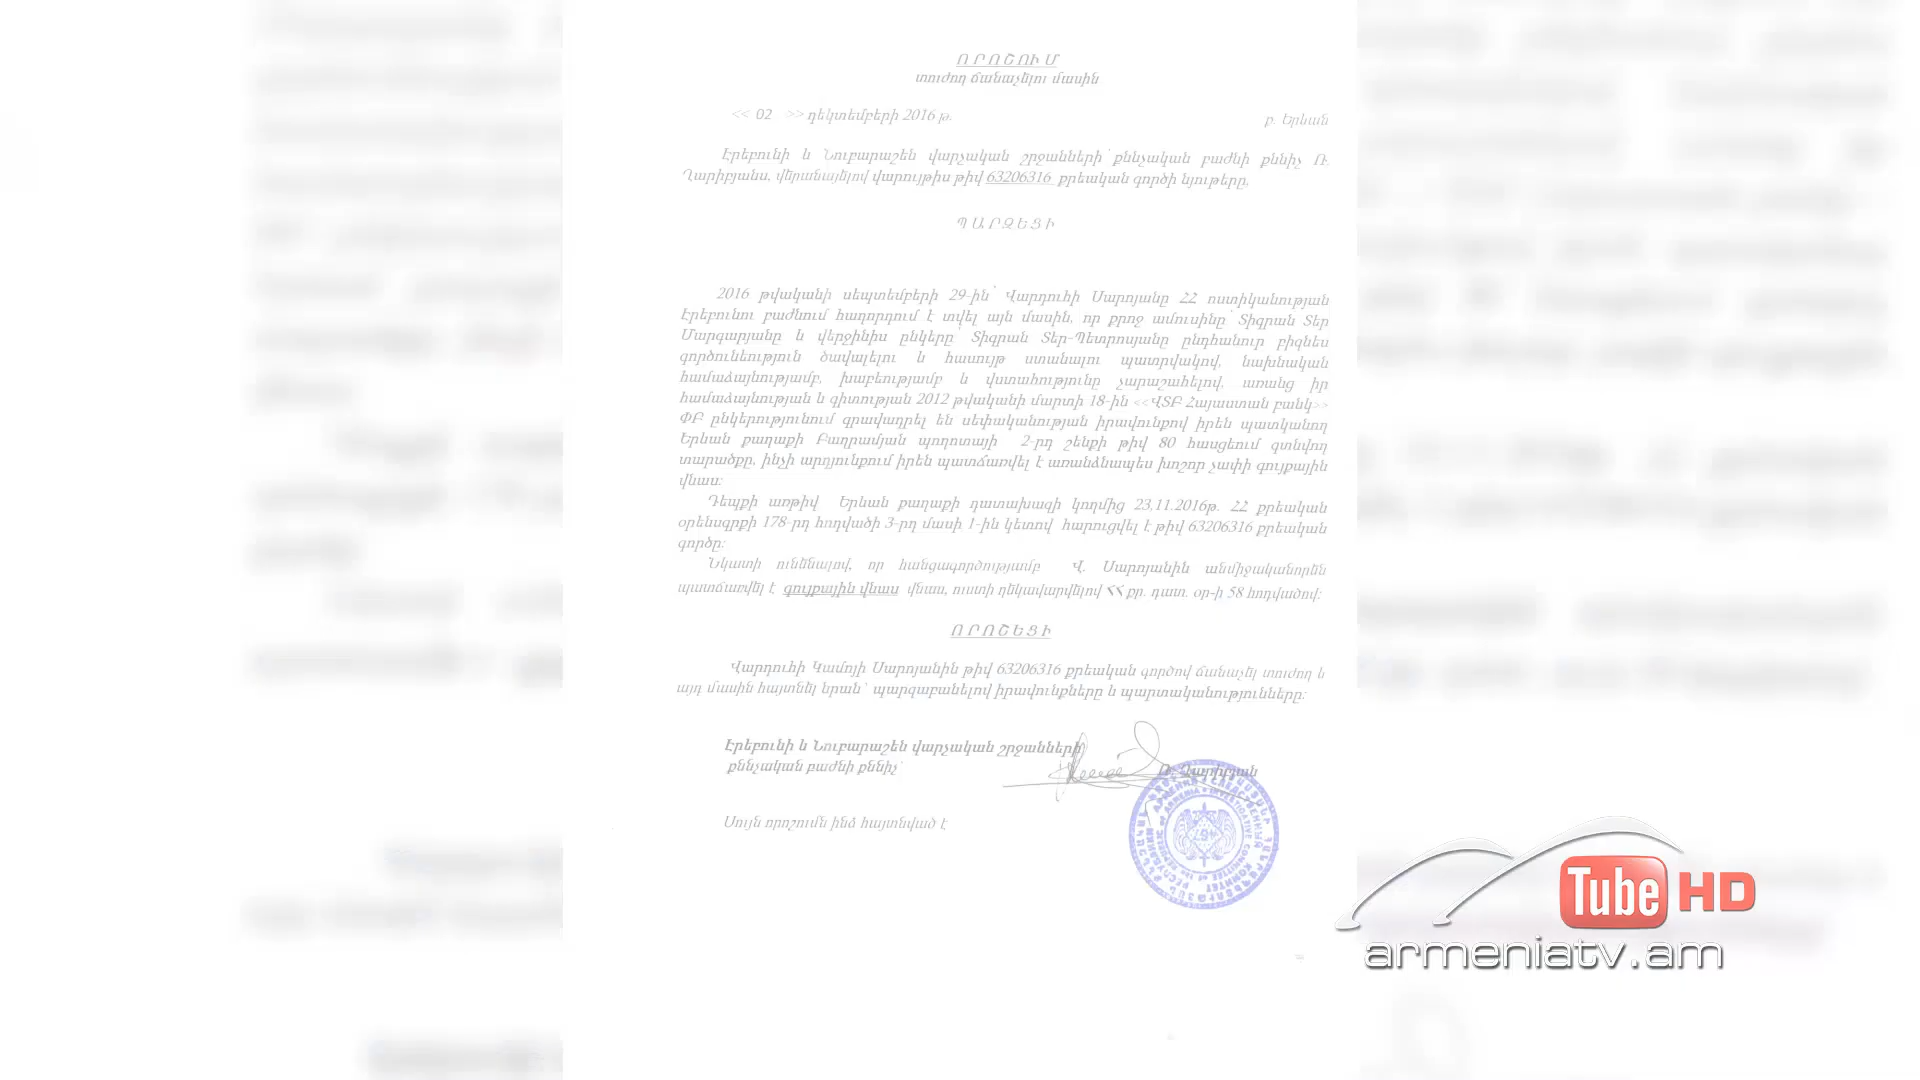 ՈՐՈՇՈՒՄ
տուժող ճանաչելու մասին
<< 02 >> դեկտեմբերի 2016 թ.
ք. Երևան
Էրեբունի և Նուբարաշեն վարչական շրջանների՝ քննչական բաժնի քննիչ Ռ.
Ղարիբյանս, վերանայելով վարույթիս թիվ 63206316 քրեական գործի նյութերը,
ՊԱՐԶԵՑԻ
2016 թվականի սեպտեմբերի 29-ին՝ Վարդուհի Սարոյանը ՀՀ ոստիկանության
Էրեբունու բաժնում հաղորդում է տվել այն մասին, որ քրոջ ամուսինը՝ Տիգրան Տեր
Մարգարյանը և վերջինիս ընկերը՝ Տիգրան Տեր-Պետրոսյանը ընդհանուր բիզնես
գործունեություն ծավալելու և հասույթ ստանալու պատրվակով, նախնական
համաձայնությամբ, խաբեությամբ և վստահությունը չարաշահելով, առանց իր
համաձայնության և գիտության 2012 թվականի մարտի 18-ին <<ՎՏԲ Հայաստան բանկ>>
ՓԲ ընկերությունում գրավադրել են սեփականության իրավունքով իրեն պատկանող
Երևան քաղաքի Բաղրամյան պողոտայի 2-րդ շենքի թիվ 80 հասցեում գտնվող
տարածքը, ինչի արդյունքում իրեն պատճառվել է առանձնապես խոշոր չափի գույքային
վնաս:
Դեպքի առթիվ Երևան քաղաքի դատախազի կողմից 23.11.2016թ. ՀՀ քրեական
օրենսգրքի 178-րդ հոդվածի 3-րդ մասի 1-ին կետով հարուցվել է թիվ 63206316 քրեական
գործը:
Նկատի ունենալով, որ հանցագործությամբ Վ. Սարոյանին անմիջականորեն
պատճառվել է գույքային վնաս վնաս, ուստի ղեկավարվելով ՀՀ քր. դատ. օր-ի 58 հոդվածով:
ՈՐՈՇԵՑԻ
Վարդուհի Կամոյի Սարոյանին թիվ 63206316 քրեական գործով ճանաչել տուժող և
այդ մասին հայտնել նրան՝ պարզաբանելով իրավունքները և պարտականությունները:
Էրեբունի և Նուբարաշեն վարչական շրջանների
քննչական բաժնի քննիչ՝
Ռ. Ղարիբյան
Սույն որոշումն ինձ հայտնված է
Tube HD
armeniatv.am